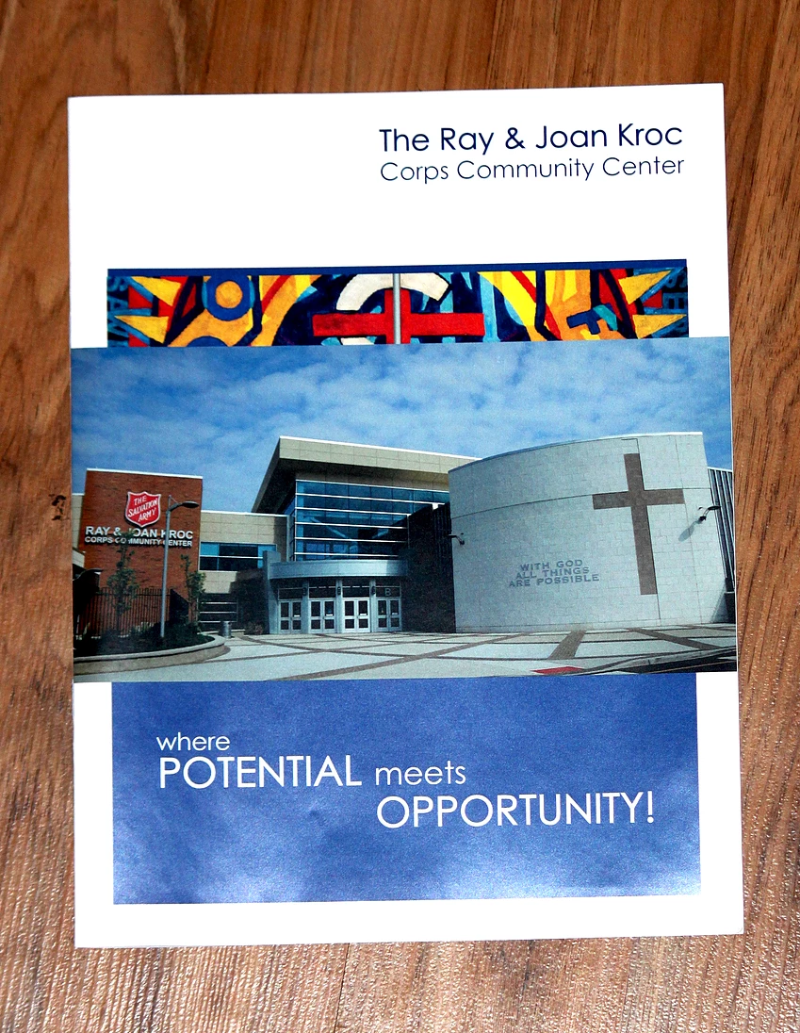 The Ray & Joan Kroc
Corps Community Center
THE
SALVATION
ARMY
RAY & JOAN KROC
CORPS COMMUNITY CENTER
WITH GOD
ALL THINGS
ARE POSSIBLE
where
POTENTIAL meets
OPPORTUNITY!